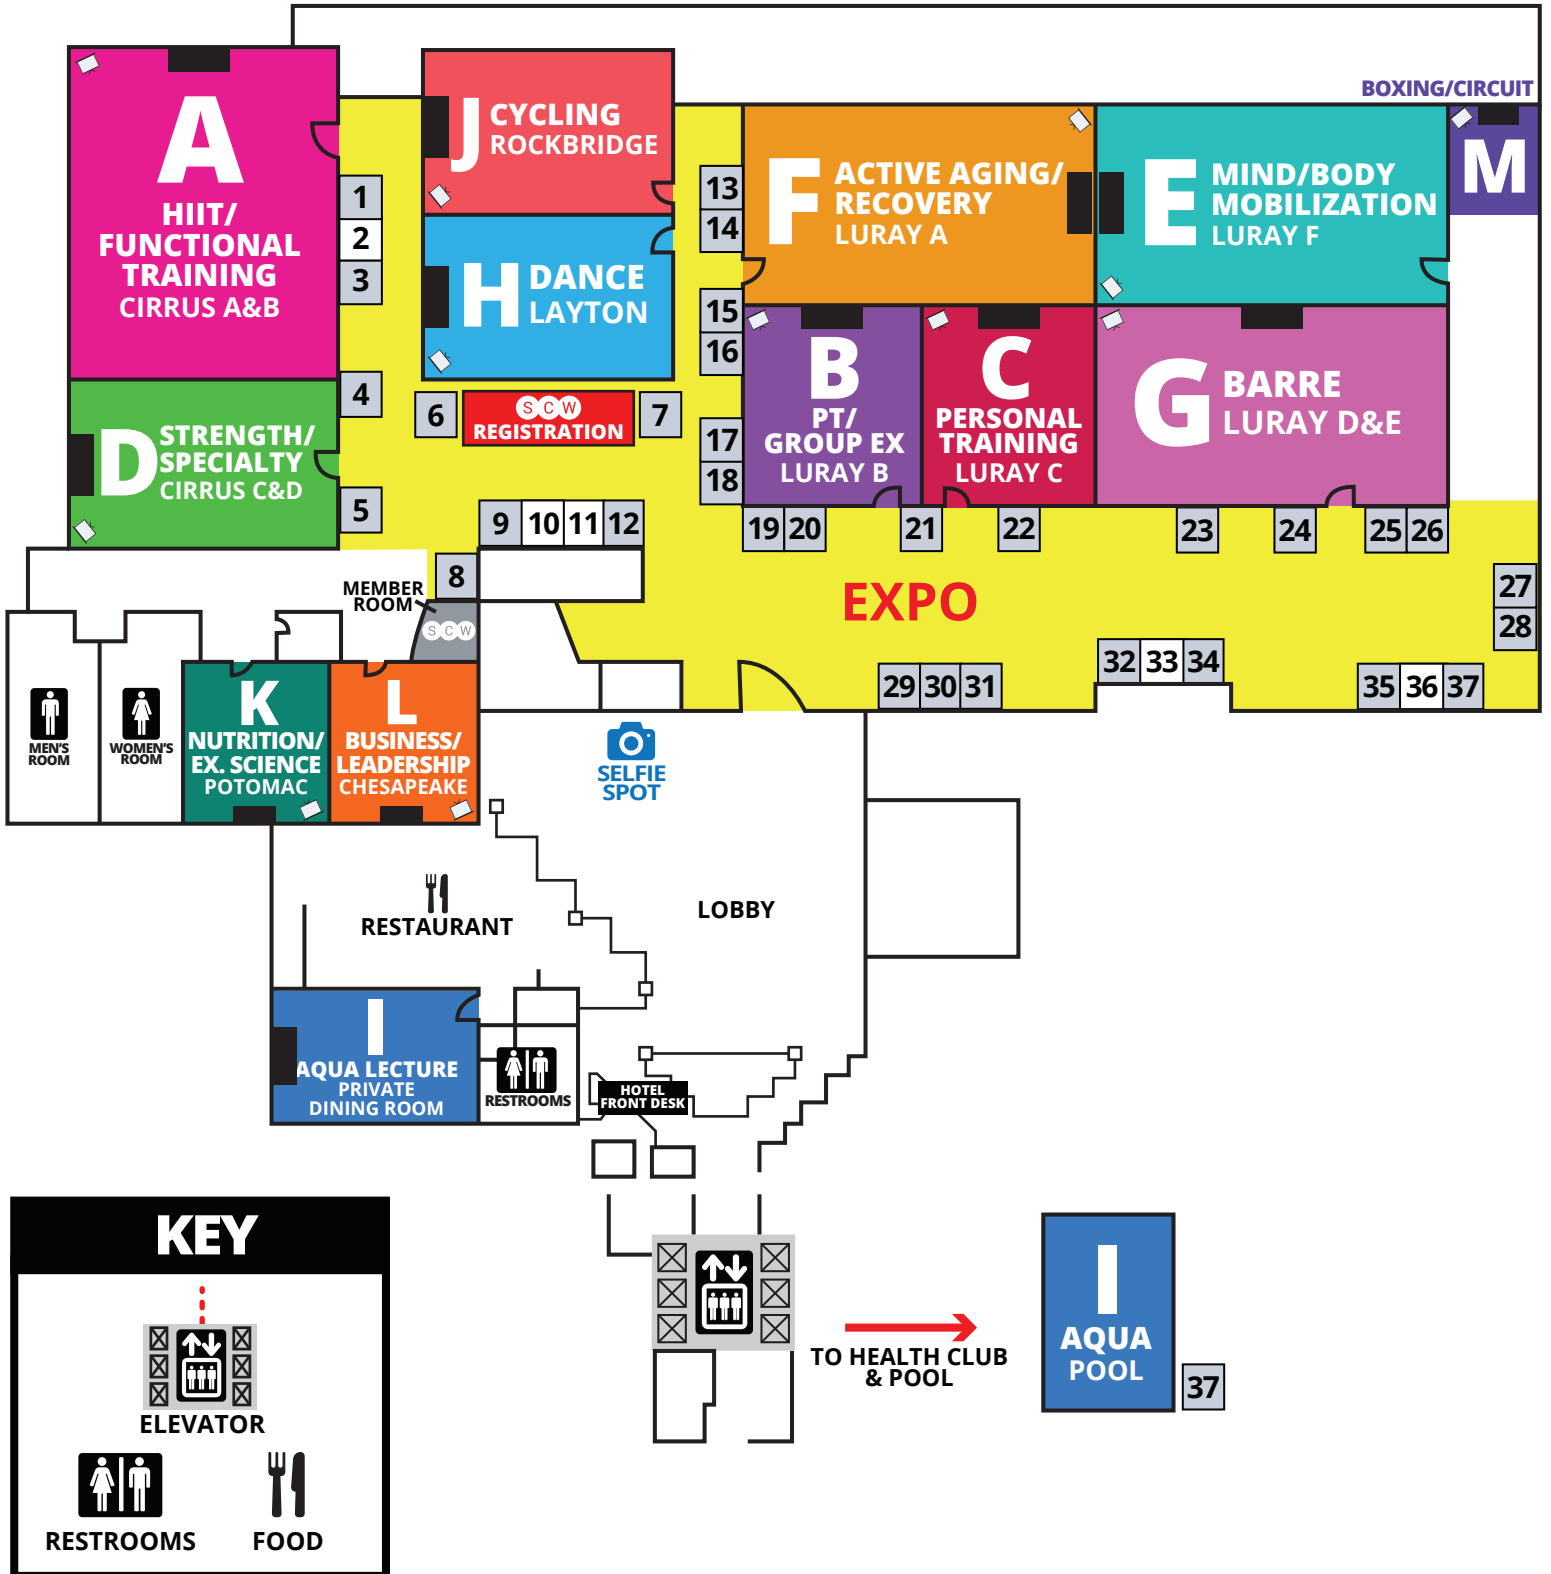 BOXING/CIRCUIT
A
HIIT/
FUNCTIONAL
TRAINING
CIRRUS A&B
J
CYCLING
ROCKBRIDGE
H
DANCE
LAYTON
F
ACTIVE AGING/
RECOVERY
LURAY A
E
MIND/BODY
MOBILIZATION
LURAY F
M
B
PT/
GROUP EX
LURAY B
C
PERSONAL
TRAINING
LURAY C
G
BARRE
LURAY D&E
D
STRENGTH/
SPECIALTY
CIRRUS C&D
1
2
3
4
5
6
SCW
REGISTRATION
7
8
9 10 11 12
13
14
15
16
17
18
19 20
21
22
23
24
25 26
27
28
EXPO
29 30 31
32 33 34
35 36 37
MEMBER
ROOM
SCW
MEN'S
ROOM
WOMEN'S
ROOM
K
NUTRITION/
EX. SCIENCE
POTOMAC
L
BUSINESS/
LEADERSHIP
CHESAPEAKE
SELFIE
SPOT
RESTAURANT
LOBBY
I
AQUA LECTURE
PRIVATE
DINING ROOM
RESTROOMS
HOTEL
FRONT DESK
TO HEALTH CLUB
& POOL
I
AQUA
POOL
37
KEY
ELEVATOR
RESTROOMS
FOOD